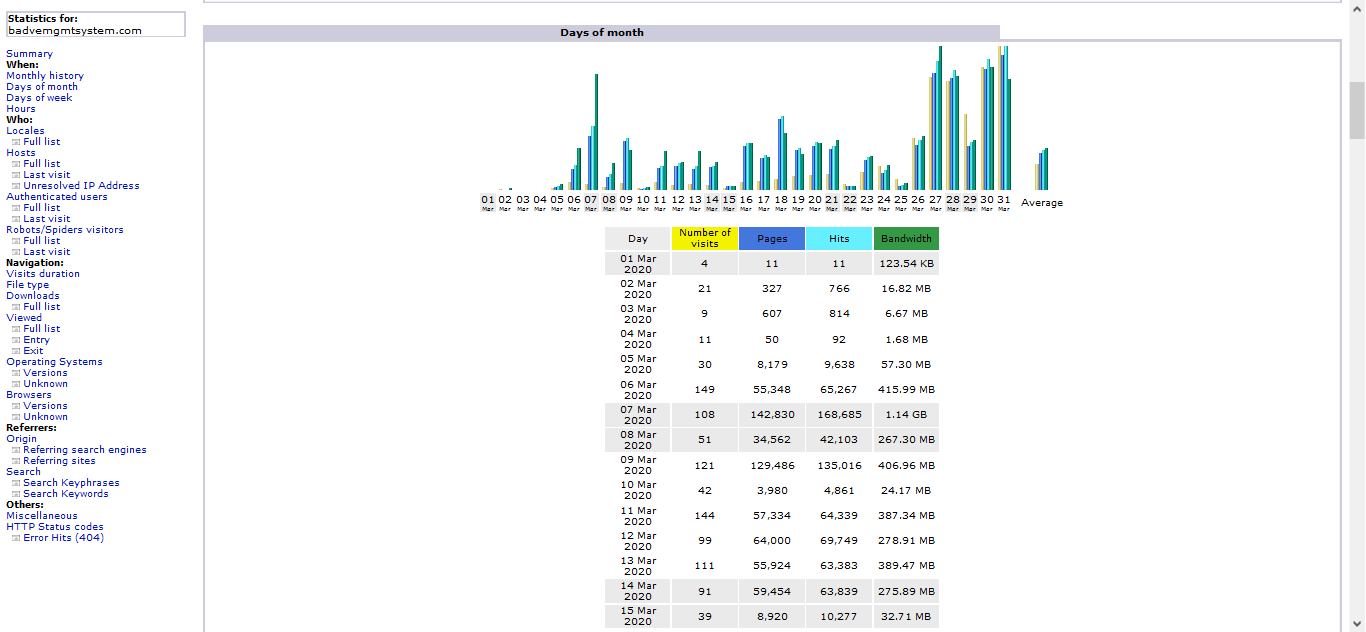 Statistics for:
badvemgmtsystem.com
Summary
When:
Monthly history
Days of month
Days of week
Hours
Who:
Locales
Full list
Hosts
Full list
Last visit
Unresolved IP Address
Authenticated users
Full list
Last visit
Robots/Spiders visitors
Full list
Last visit
Navigation:
Visits duration
File type
Downloads
Full list
Viewed
Full list
Entry
Exit
Operating Systems
Versions
Unknown
Browsers
Versions
Unknown
Referrers:
Origin
Referring search engines
Referring sites
Search
Search Keyphrases
Search Keywords
Others:
Miscellaneous
HTTP Status codes
Error Hits (404)
Days of month
01 02 03 04 05 06 07 08 09 10 11 12 13 14 15 16 17 18 19 20 21 22 23 24 25 26 27 28 29 30 31 Average
Mar Mar Mar Mar Mar Mar Mar Mar Mar Mar Mar Mar Mar Mar Mar Mar Mar Mar Mar Mar Mar Mar Mar Mar Mar Mar Mar Mar Mar Mar Mar
Day Number of visits Pages Hits Bandwidth
01 Mar 2020 4 11 11 123.54 KB
02 Mar 2020 21 327 766 16.82 MB
03 Mar 2020 9 607 814 6.67 MB
04 Mar 2020 11 50 92 1.68 MB
05 Mar 2020 30 8,179 9,638 57.30 MB
06 Mar 2020 149 55,348 65,267 415.99 MB
07 Mar 2020 108 142,830 168,685 1.14 GB
08 Mar 2020 51 34,562 42,103 267.30 MB
09 Mar 2020 121 129,486 135,016 406.96 MB
10 Mar 2020 42 3,980 4,861 24.17 MB
11 Mar 2020 144 57,334 64,339 387.34 MB
12 Mar 2020 99 64,000 69,749 278.91 MB
13 Mar 2020 111 55,924 63,383 389.47 MB
14 Mar 2020 91 59,454 63,839 275.89 MB
15 Mar 2020 39 8,920 10,277 32.71 MB